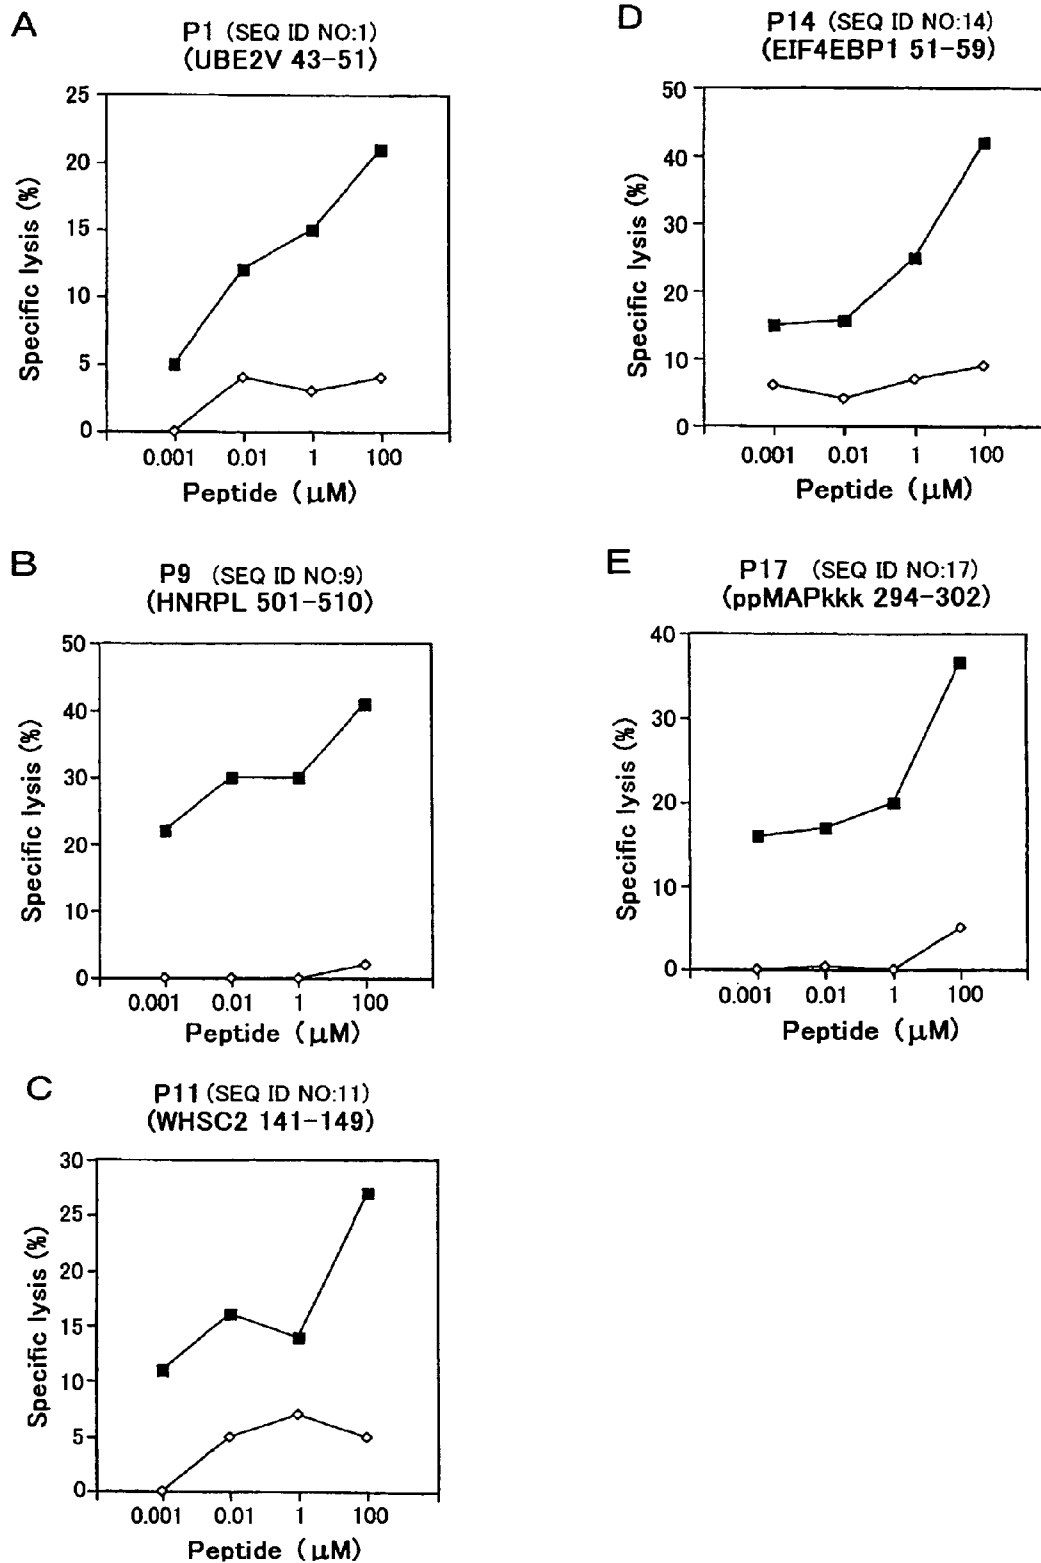 A
P1 (SEQ ID NO:1)
(UBE2V 43-51)
25
20
15
10
5
0
Specific lysis (%)
0.001 0.01 1 100
Peptide (μM)
B
P9 (SEQ ID NO:9)
(HNRPL 501-510)
50
40
30
20
10
0
Specific lysis (%)
0.001 0.01 1 100
Peptide (μM)
C
P11 (SEQ ID NO:11)
(WHSC2 141-149)
30
25
20
15
10
5
0
Specific lysis (%)
0.001 0.01 1 100
Peptide (μM)
D
P14 (SEQ ID NO:14)
(EIF4EBP1 51-59)
50
40
30
20
10
0
Specific lysis (%)
0.001 0.01 1 100
Peptide (μM)
E
P17 (SEQ ID NO:17)
(ppMAPkkk 294-302)
40
30
20
10
0
Specific lysis (%)
0.001 0.01 1 100
Peptide (μM)